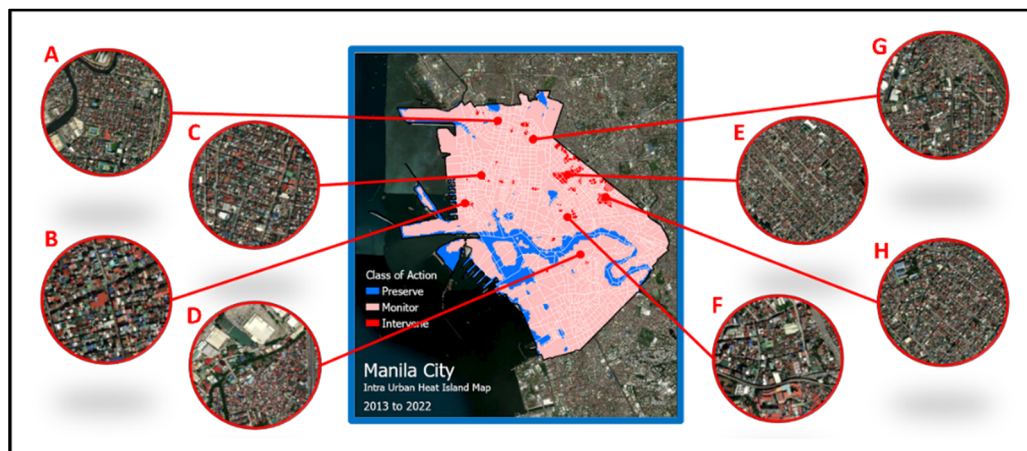 A
G
C
E
B
H
D
F
Class of Action
Preserve
Monitor
Intervene
Manila City
Intra Urban Heat Island Map
2013 to 2022